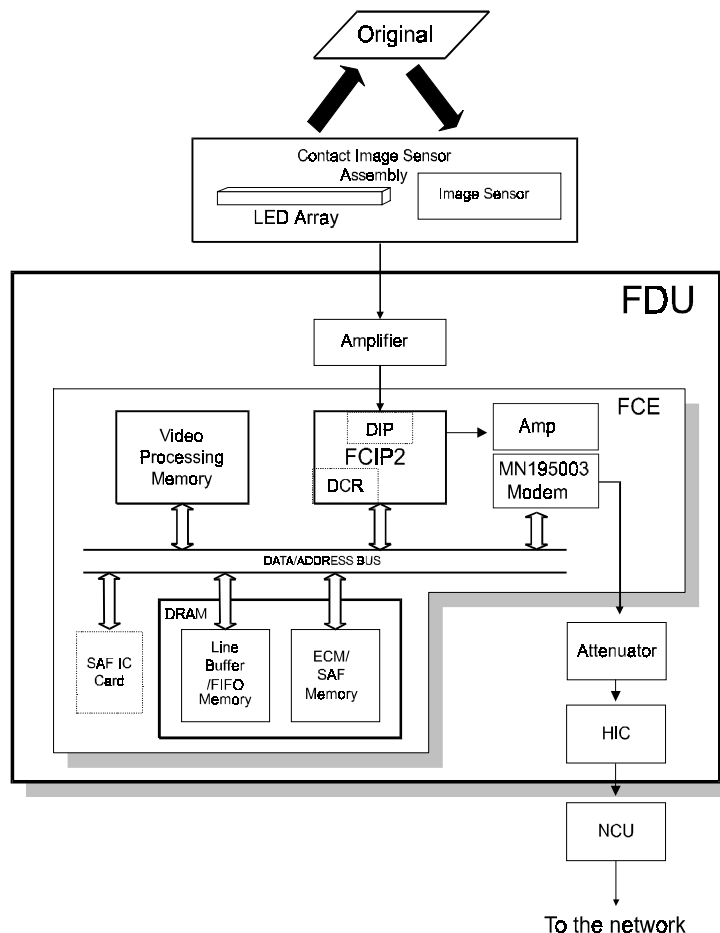 Original
Contact Image Sensor
Assembly
LED Array
Image Sensor
FDU
Amplifier
FCE
Video
Processing
Memory
DIP
FCIP2
DCR
Amp
MN195003
Modem
DATA/ADDRESS BUS
DRAM
SAF IC
Card
Line
Buffer
/FIFO
Memory
ECM/
SAF
Memory
Attenuator
HIC
NCU
To the network